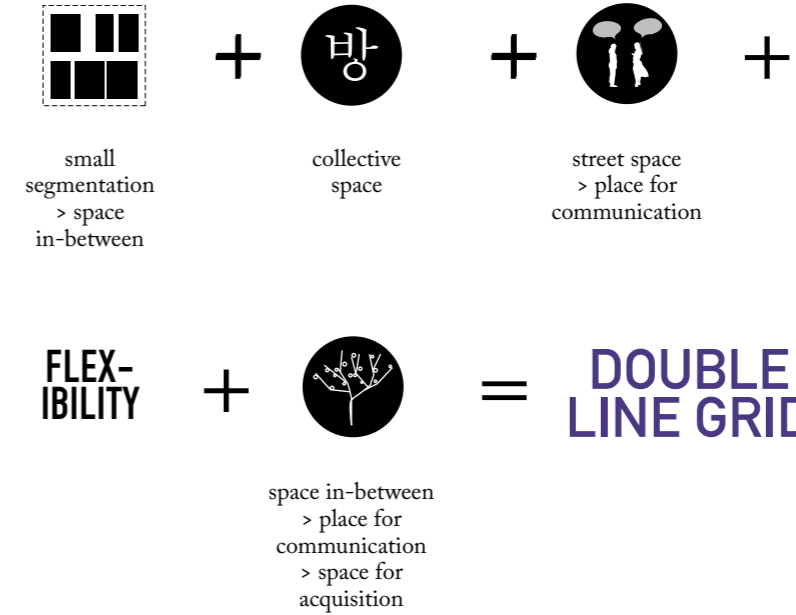 +
방
+
+
small
segmentation
> space
in-between
collective
space
street space
> place for
communication
FLEX-
IBILITY
+
=
DOUBLE
LINE GRID
space in-between
> place for
communication
> space for
acquisition